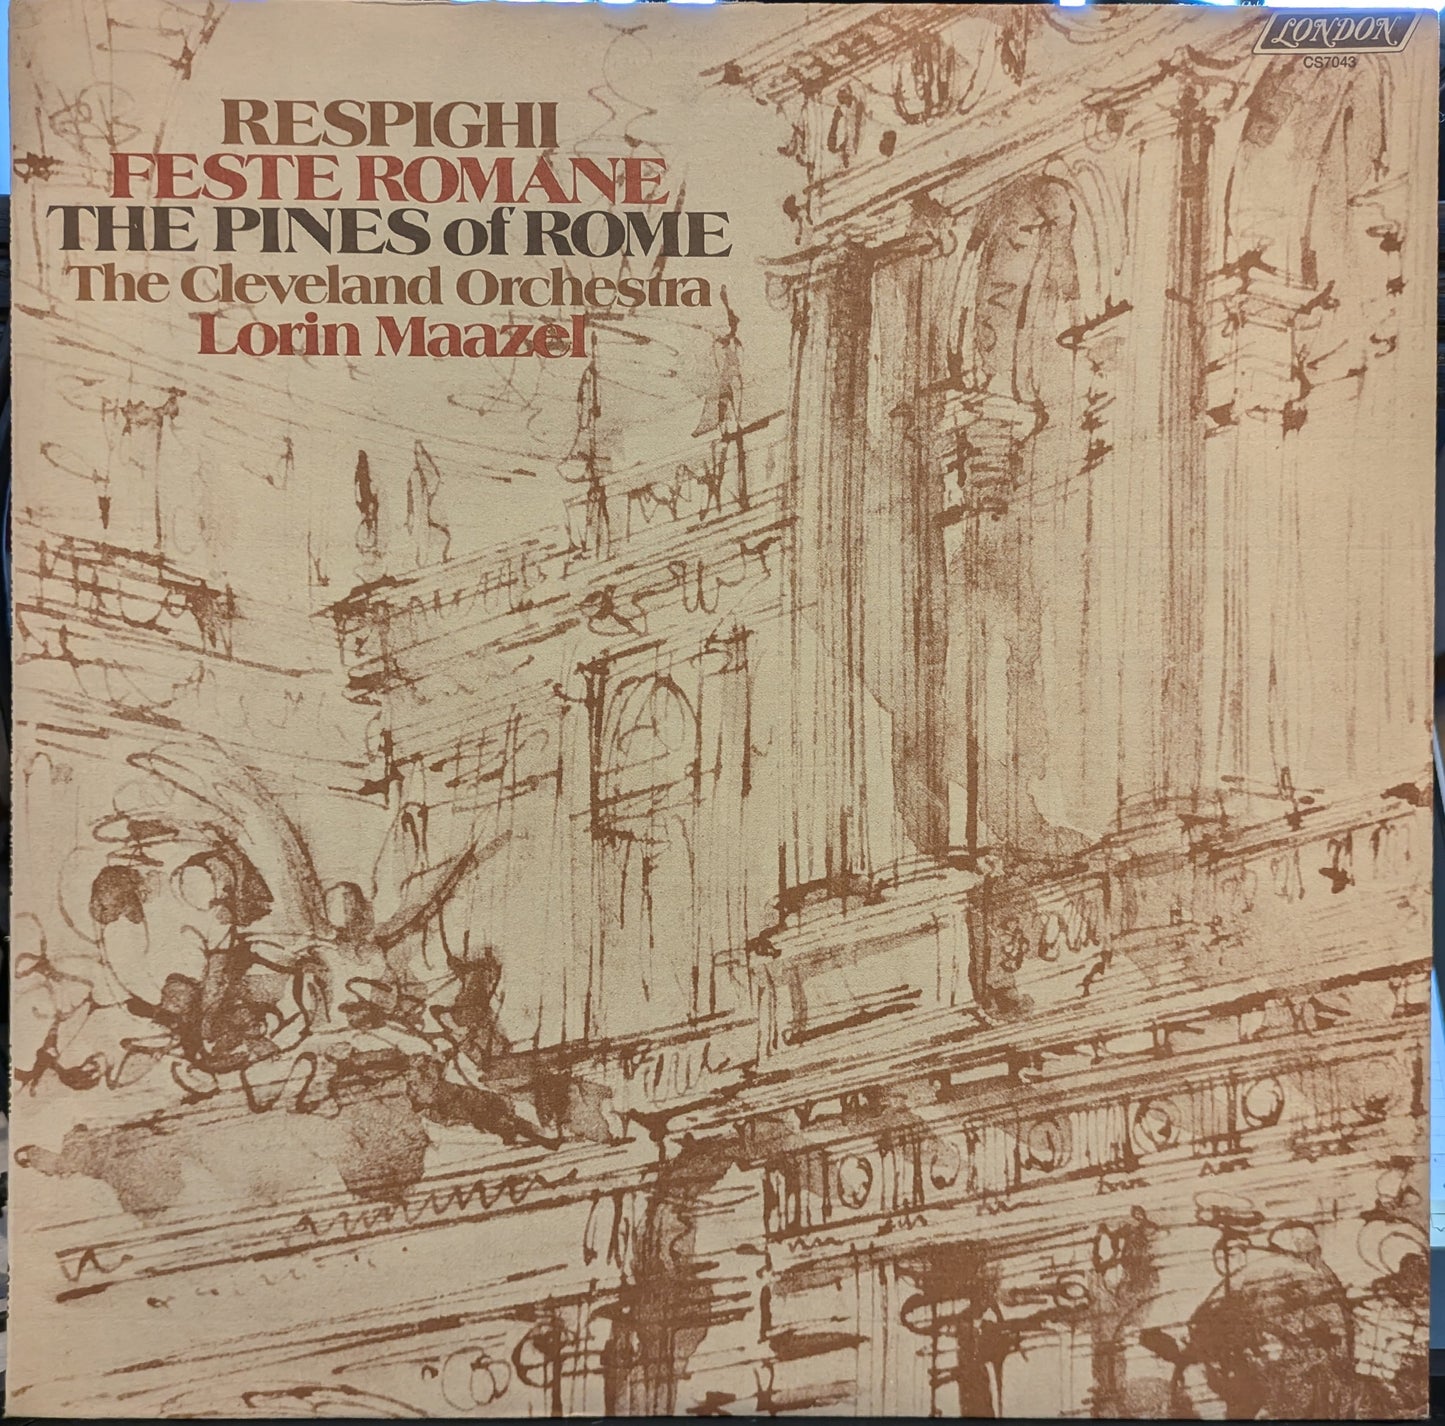 LONDON
CS7043
RESPIGHI
FESTE ROMANE
THE PINES of ROME
The Cleveland Orchestra
Lorin Maazel